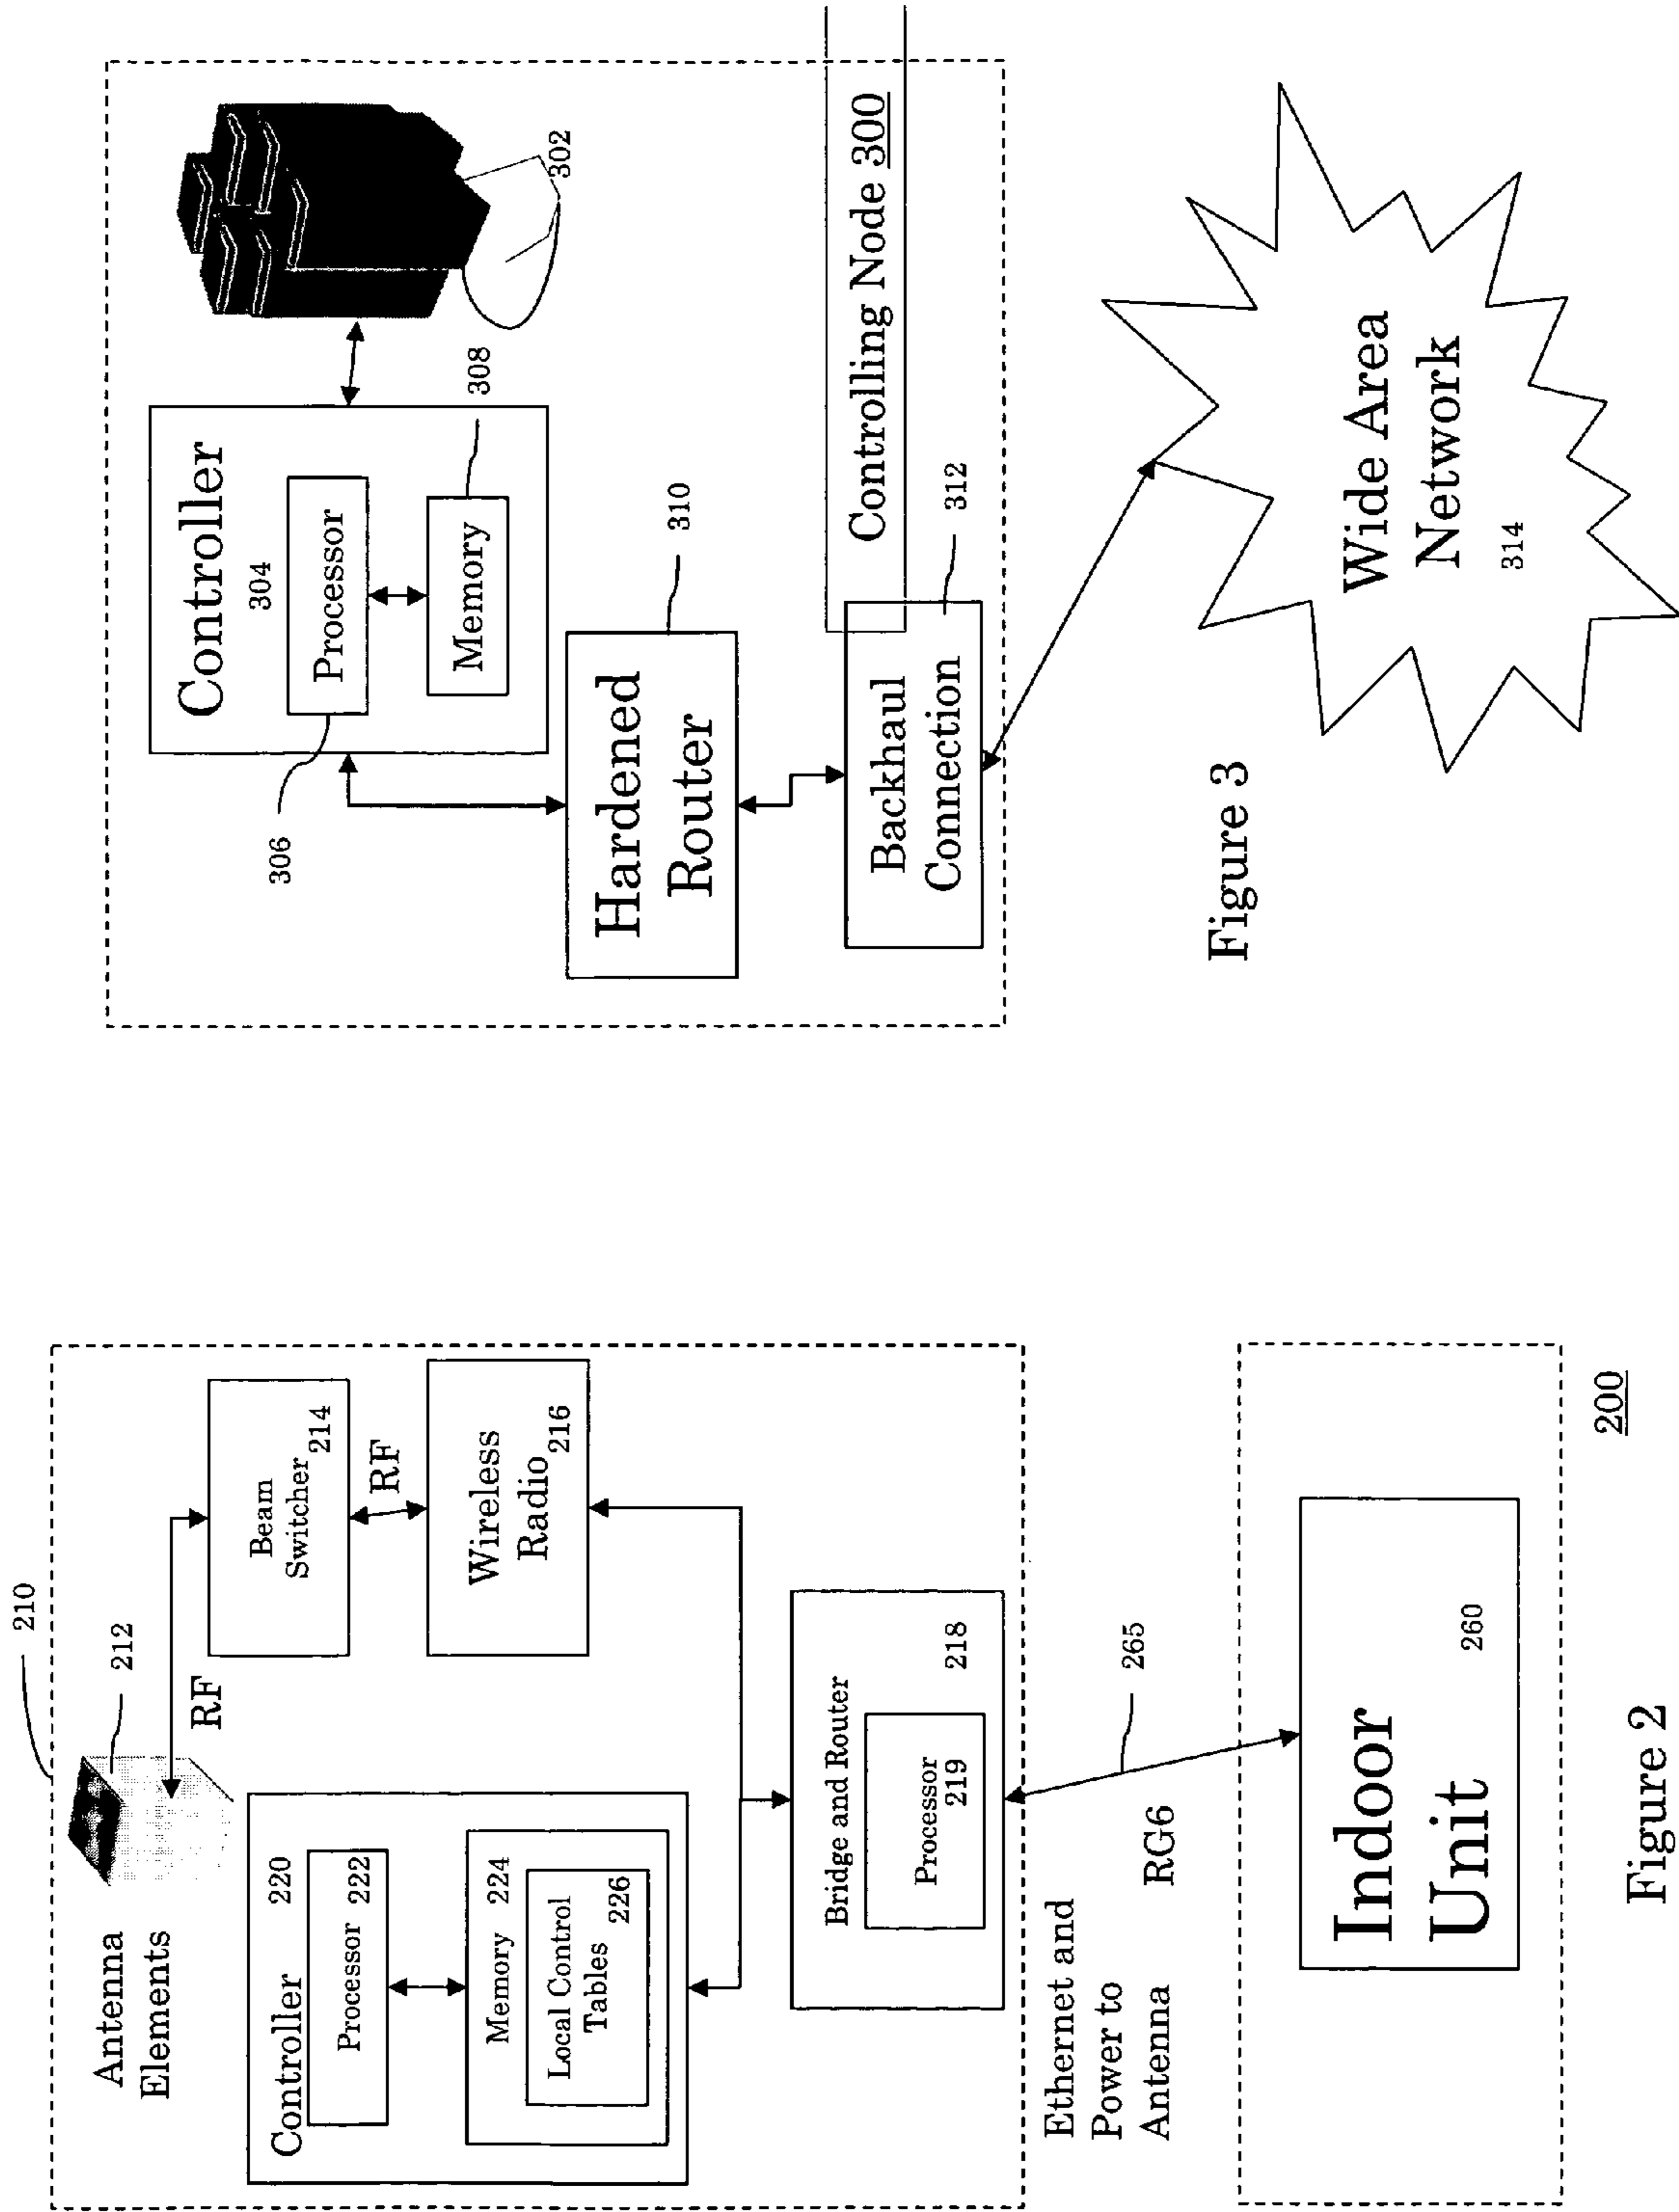 210
Antenna
Elements
212
RF
Controller
220
Processor
222
Memory
224
Local Control
Tables
226
Beam
Switcher
214
RF
Wireless
Radio
216
Bridge and Router
218
Processor
219
Ethernet and
Power to
Antenna
RG6
265
Indoor
Unit
260
200
Figure 2
302
Controller
304
Processor
306
Memory
308
Hardened
Router
310
Controlling Node 300
Backhaul
Connection
312
Wide Area
Network
314
Figure 3